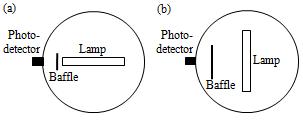 (a)
Photo-
detector
Lamp
Baffle
(b)
Photo-
detector
Lamp
Baffle